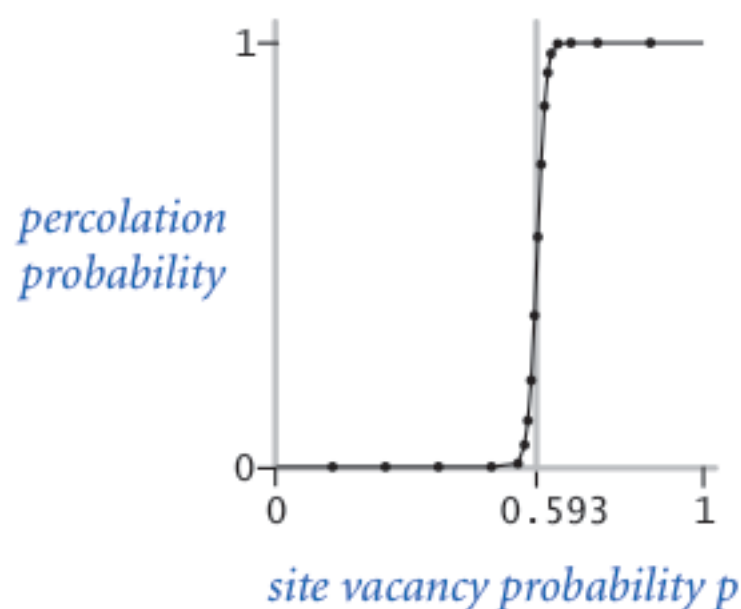 1
percolation
probability
0
0 0.593 1
site vacancy probability p